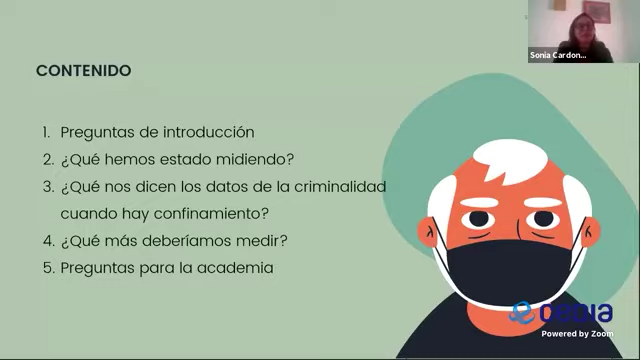 Sonia Cardon...
CONTENIDO
1. Preguntas de introducción
2. ¿Qué hemos estado midiendo?
3. ¿Qué nos dicen los datos de la criminalidad
cuando hay confinamiento?
4. ¿Qué más deberíamos medir?
5. Preguntas para la academia
cedia
Powered by Zoom